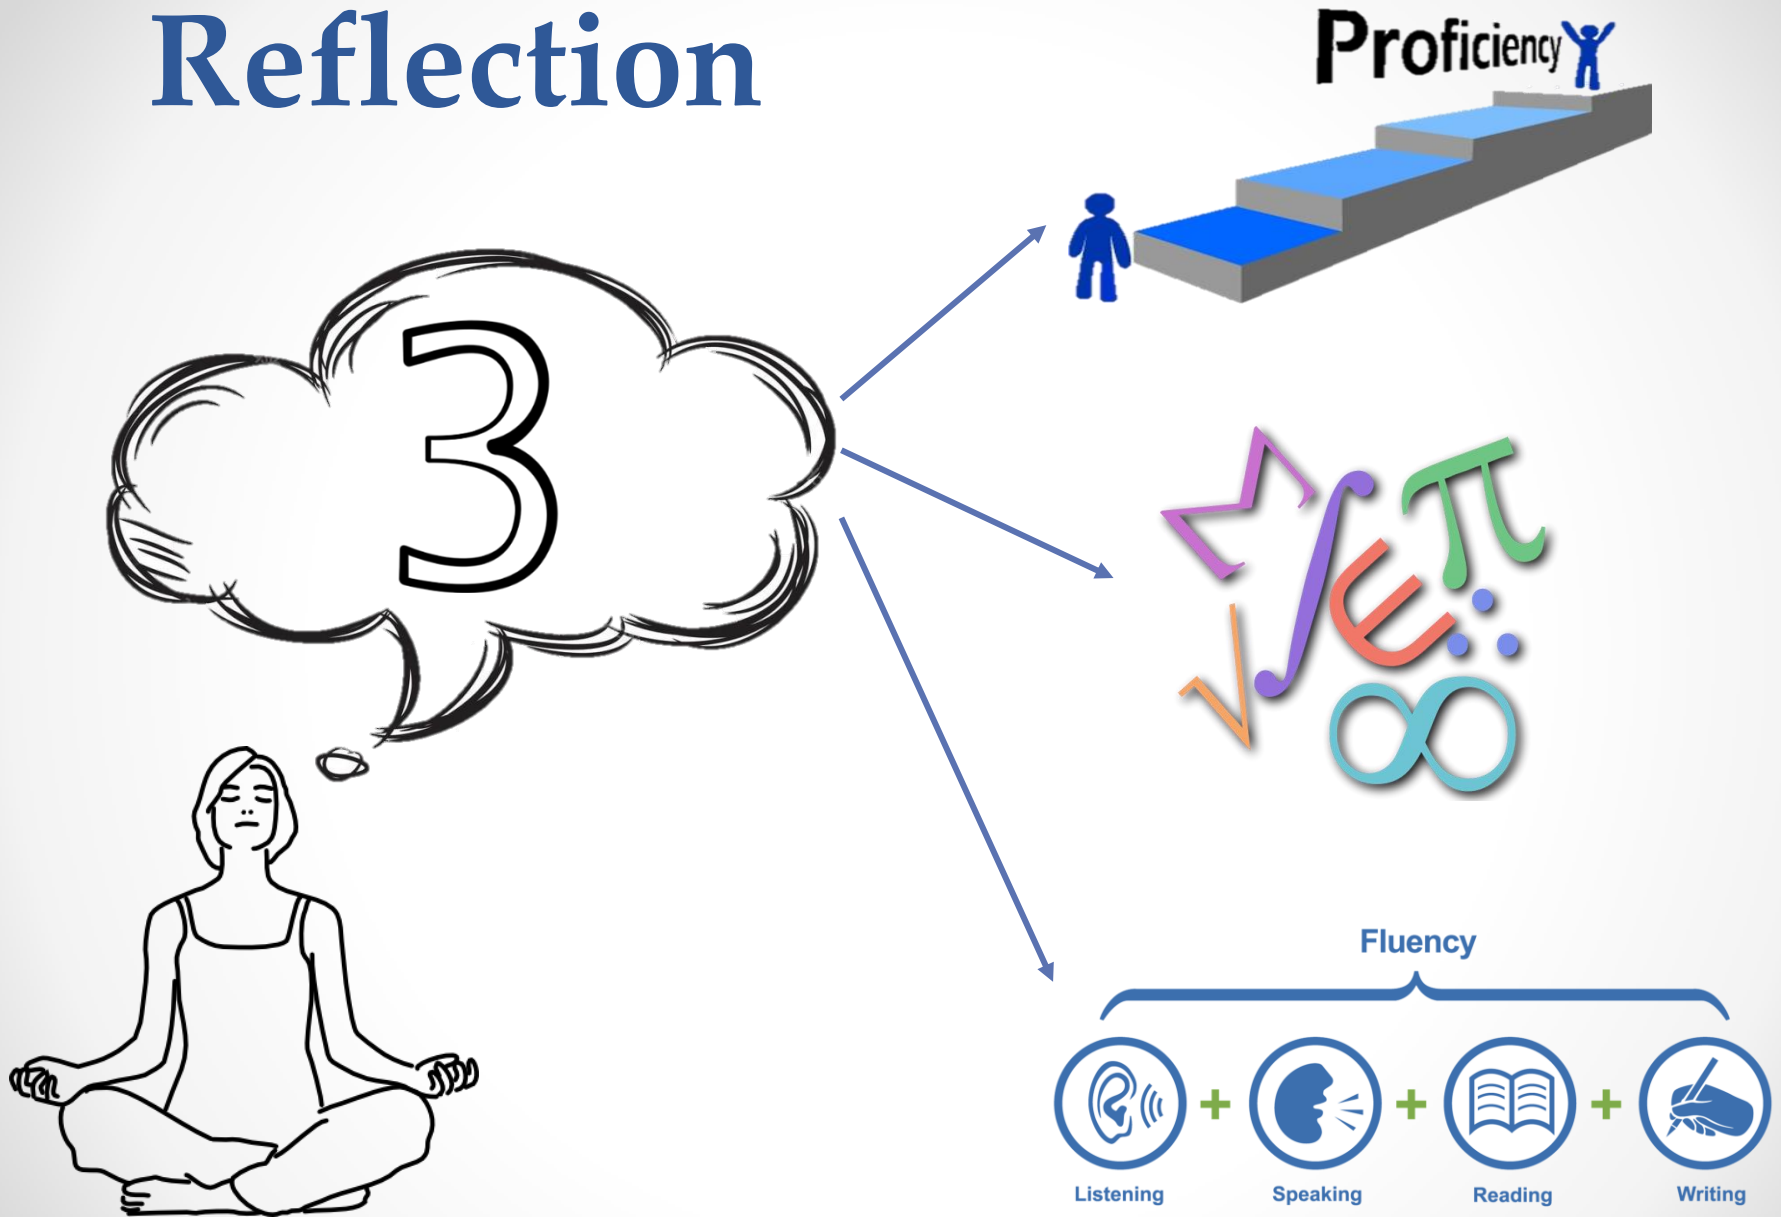 Reflection
Proficiency
3
∑ ∫ π
∈ ∴
√ ∞
Fluency
+ + +
Listening Speaking Reading Writing